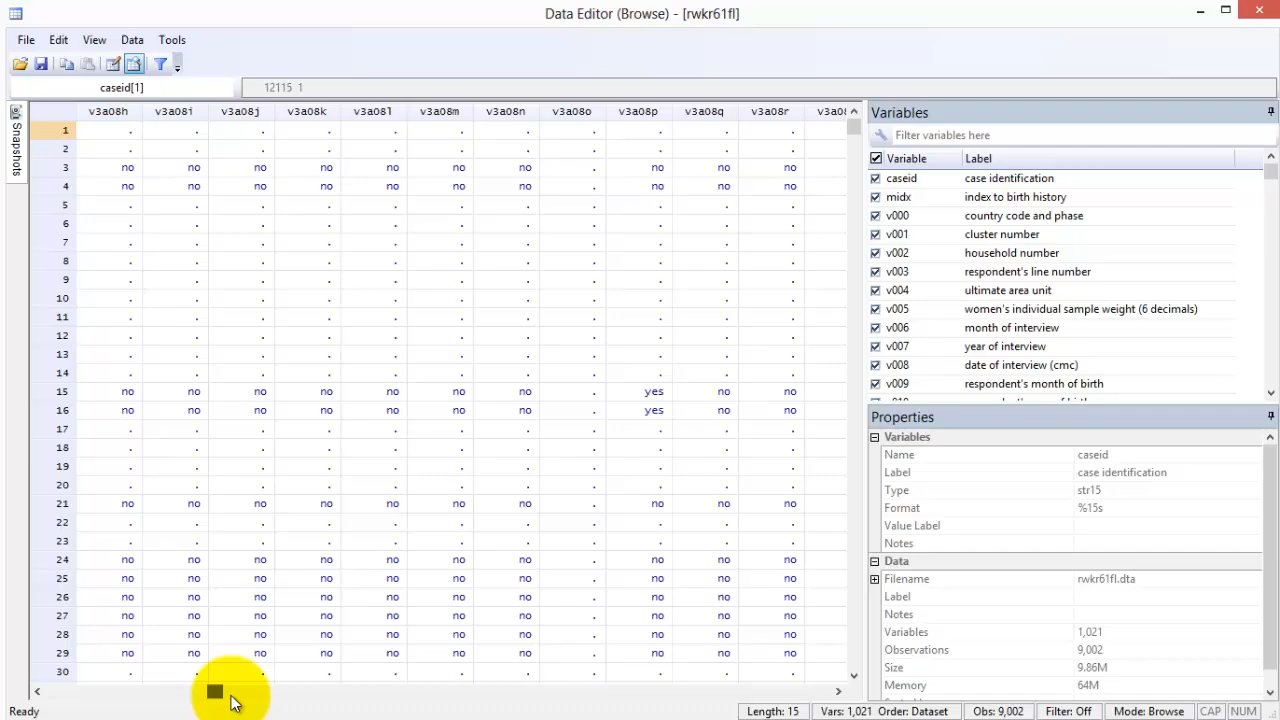 Data Editor (Browse) - [rwkr61fl]
File Edit View Data Tools
caseid[1] 12115 1
Snapshots
v3a08h v3a08i v3a08j v3a08k v3a08l v3a08m v3a08n v3a08o v3a08p v3a08q v3a08r v3a08
1 . . . . . . . . . . .
2 . . . . . . . . . . .
3 no no no no no no no . no no no
4 no no no no no no no . no no no
5 . . . . . . . . . . .
6 . . . . . . . . . . .
7 . . . . . . . . . . .
8 . . . . . . . . . . .
9 . . . . . . . . . . .
10 . . . . . . . . . . .
11 . . . . . . . . . . .
12 . . . . . . . . . . .
13 . . . . . . . . . . .
14 . . . . . . . . . . .
15 no no no no no no no . yes no no
16 no no no no no no no . yes no no
17 . . . . . . . . . . .
18 . . . . . . . . . . .
19 . . . . . . . . . . .
20 . . . . . . . . . . .
21 no no no no no no no . no no no
22 . . . . . . . . . . .
23 . . . . . . . . . . .
24 no no no no no no no . no no no
25 no no no no no no no . no no no
26 no no no no no no no . no no no
27 no no no no no no no . no no no
28 no no no no no no no . no no no
29 no no no no no no no . no no no
30 . . . . . . . . . . .
Variables
Filter variables here
Variable Label
caseid case identification
midx index to birth history
v000 country code and phase
v001 cluster number
v002 household number
v003 respondent's line number
v004 ultimate area unit
v005 women's individual sample weight (6 decimals)
v006 month of interview
v007 year of interview
v008 date of interview (cmc)
v009 respondent's month of birth
Properties
Variables
Name caseid
Label case identification
Type str15
Format %15s
Value Label
Notes
Data
Filename rwkr61fl.dta
Label
Notes
Variables 1,021
Observations 9,002
Size 9.86M
Memory 64M
Ready Length: 15 Vars: 1,021 Order: Dataset Obs: 9,002 Filter: Off Mode: Browse CAP NUM